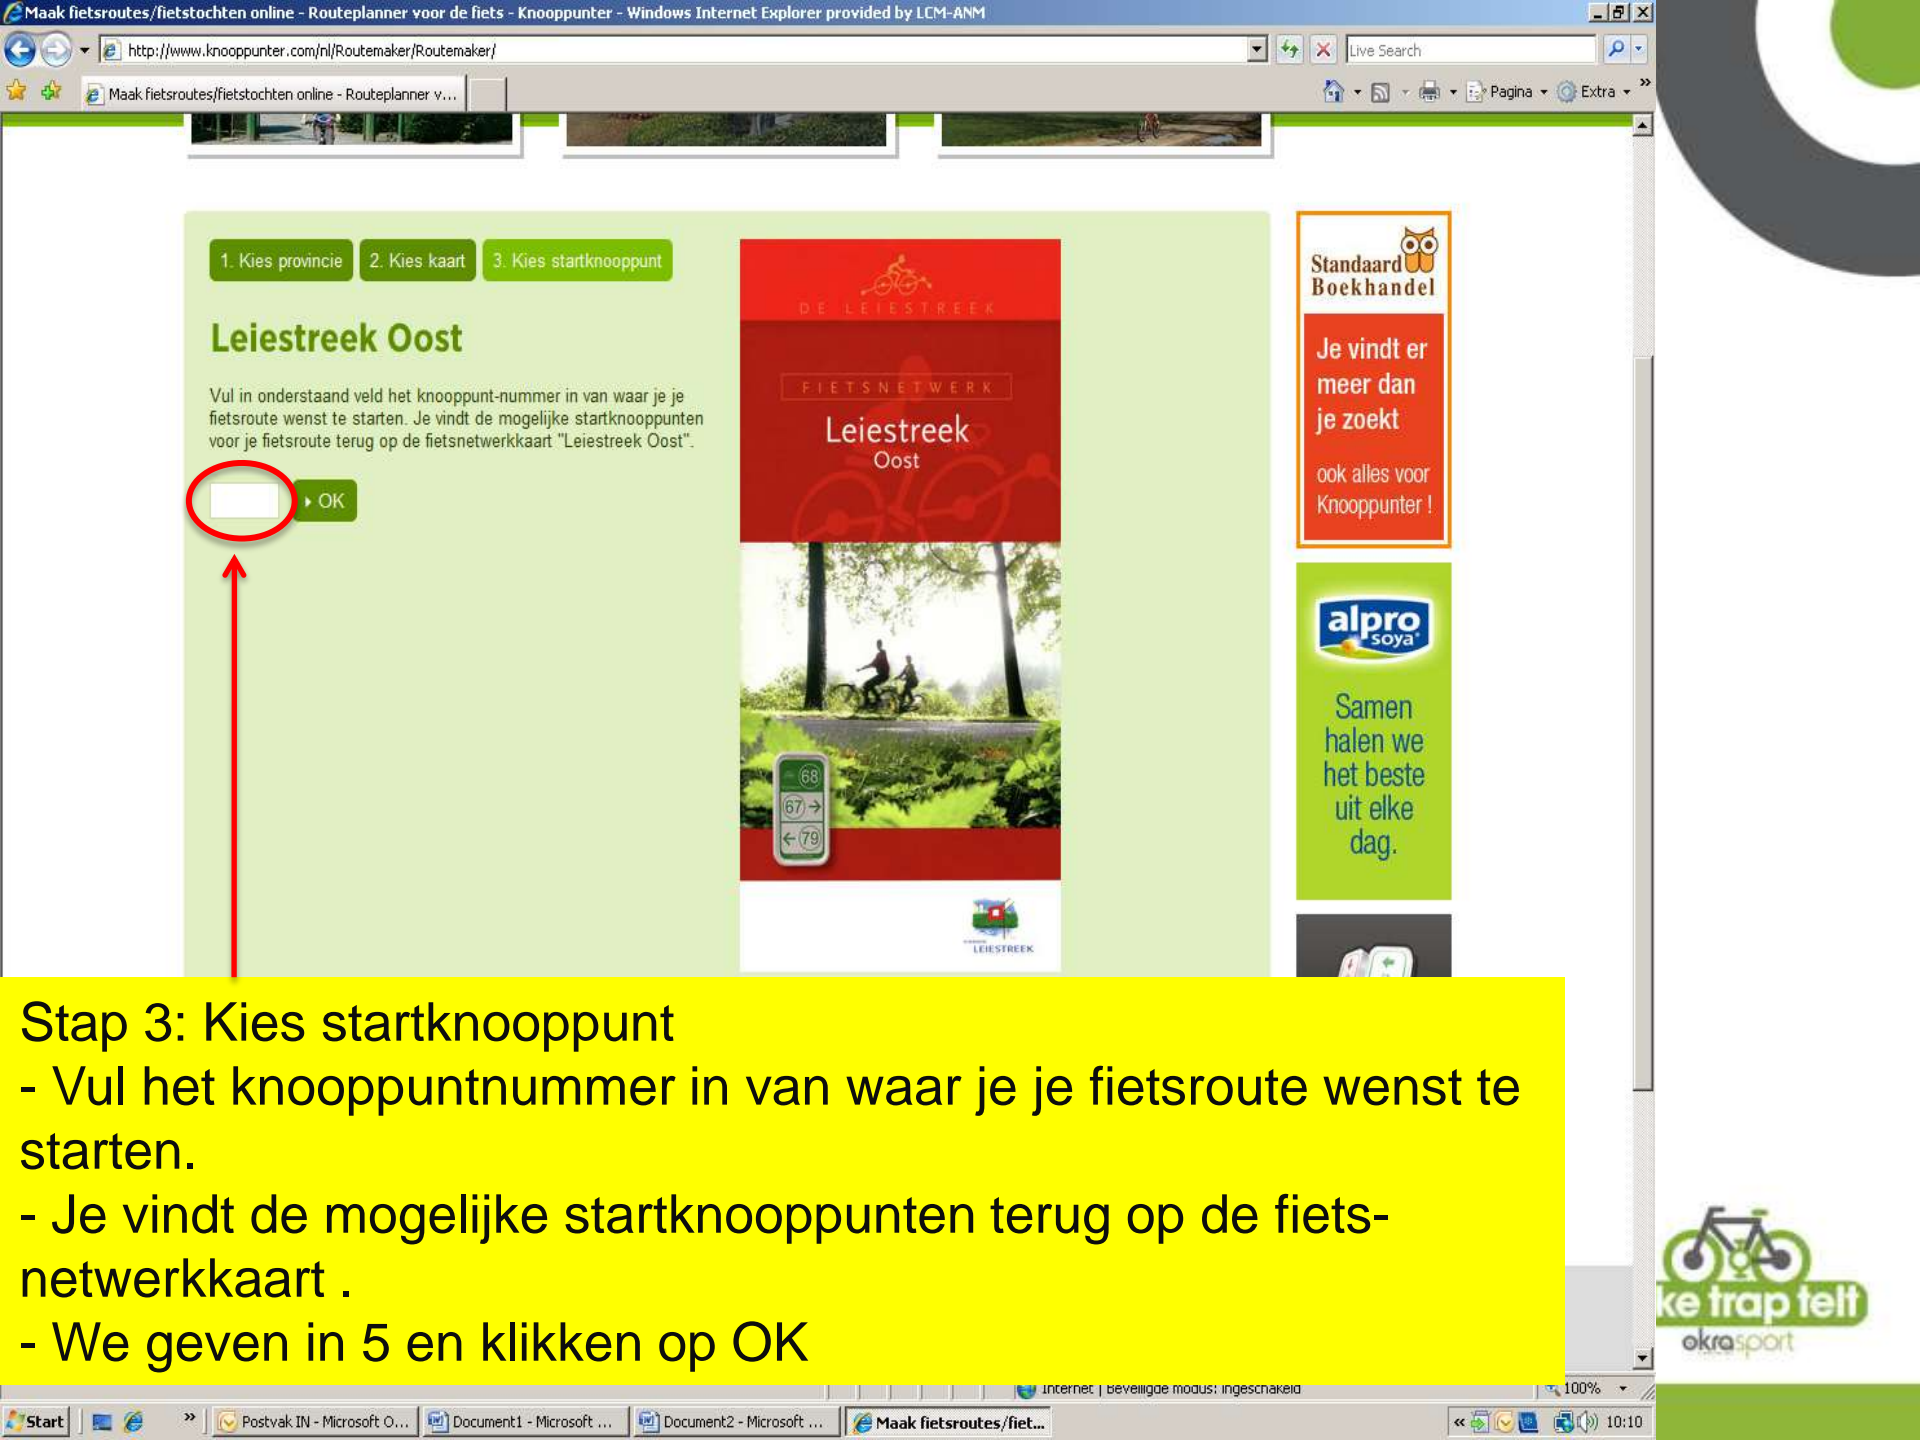 Maak fietsroutes/fietstochten online - Routeplanner voor de fiets - Knooppunter - Windows Internet Explorer provided by LCM-ANM
http://www.knooppunter.com/nl/Routemaker/Routemaker/
Live Search
Maak fietsroutes/fietstochten online - Routeplanner v...
Pagina
Extra
»
1. Kies provincie
2. Kies kaart
3. Kies startknooppunt
Leiestreek Oost
Vul in onderstaand veld het knooppunt-nummer in van waar je je
fietsroute wenst te starten. Je vindt de mogelijke startknooppunten
voor je fietsroute terug op de fietsnetwerkkaart "Leiestreek Oost".
OK
DE LEIESTREEK
FIETSNETWERK
Leiestreek
Oost
68
67 →
← 79
LEIESTREEK
Standaard
Boekhandel
Je vindt er
meer dan
je zoekt
ook alles voor
Knooppunter !
alpro
soya
Samen
halen we
het beste
uit elke
dag.
Stap 3: Kies startknooppunt
- Vul het knooppuntnummer in van waar je je fietsroute wenst te
starten.
- Je vindt de mogelijke startknooppunten terug op de fiets-
netwerkkaart .
- We geven in 5 en klikken op OK
ke trap telt
okrasport
Internet | Beveiligde modus: Ingeschakeld
100%
Start
»
Postvak IN - Microsoft O...
Document1 - Microsoft ...
Document2 - Microsoft ...
Maak fietsroutes/fiet...
«
10:10